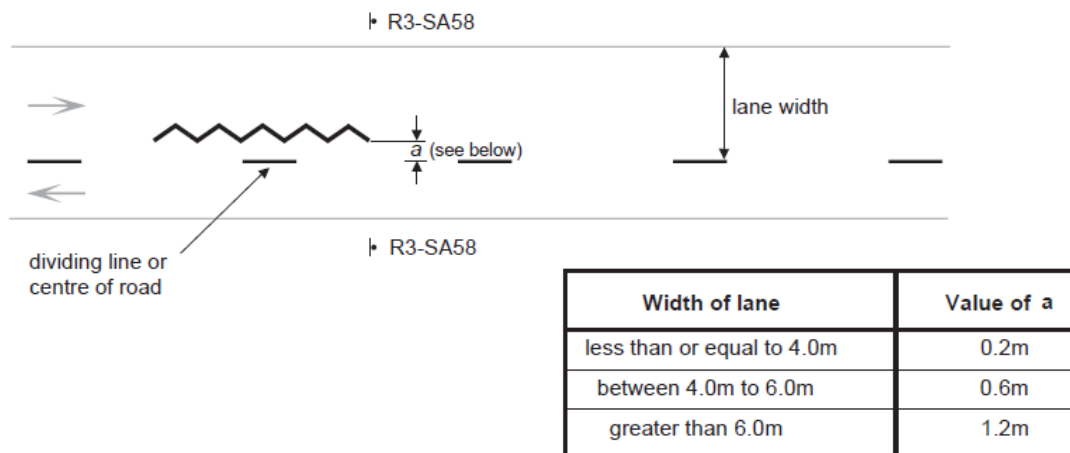 R3-SA58
lane width
a (see below)
dividing line or
centre of road
R3-SA58
Width of lane Value of a
less than or equal to 4.0m 0.2m
between 4.0m to 6.0m 0.6m
greater than 6.0m 1.2m